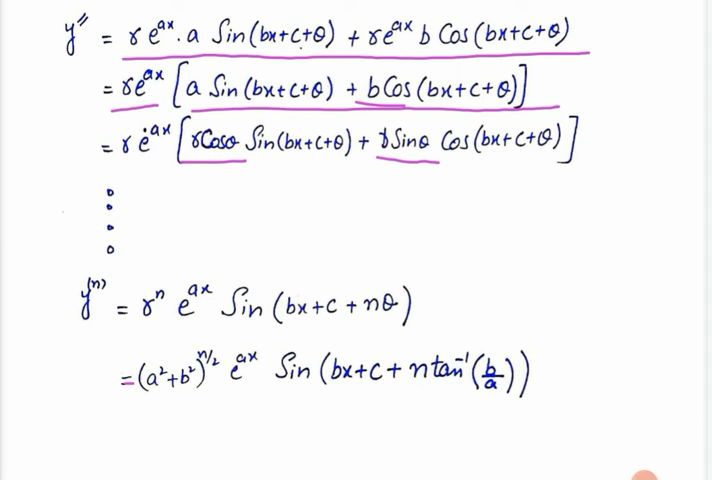 y'' = r e^{ax}. a Sin(bx+c+θ) + r e^{ax} b Cos(bx+c+θ)
= r e^{ax} [a Sin(bx+c+θ) + b Cos(bx+c+θ)]
= r e^{ax} [r Cosθ Sin(bx+c+θ) + r Sinθ Cos(bx+c+θ)]
y^{(n)} = r^n e^{ax} Sin(bx+c+nθ)
= (a²+b²)^{n/2} e^{ax} Sin(bx+c+n tan⁻¹(b/a))